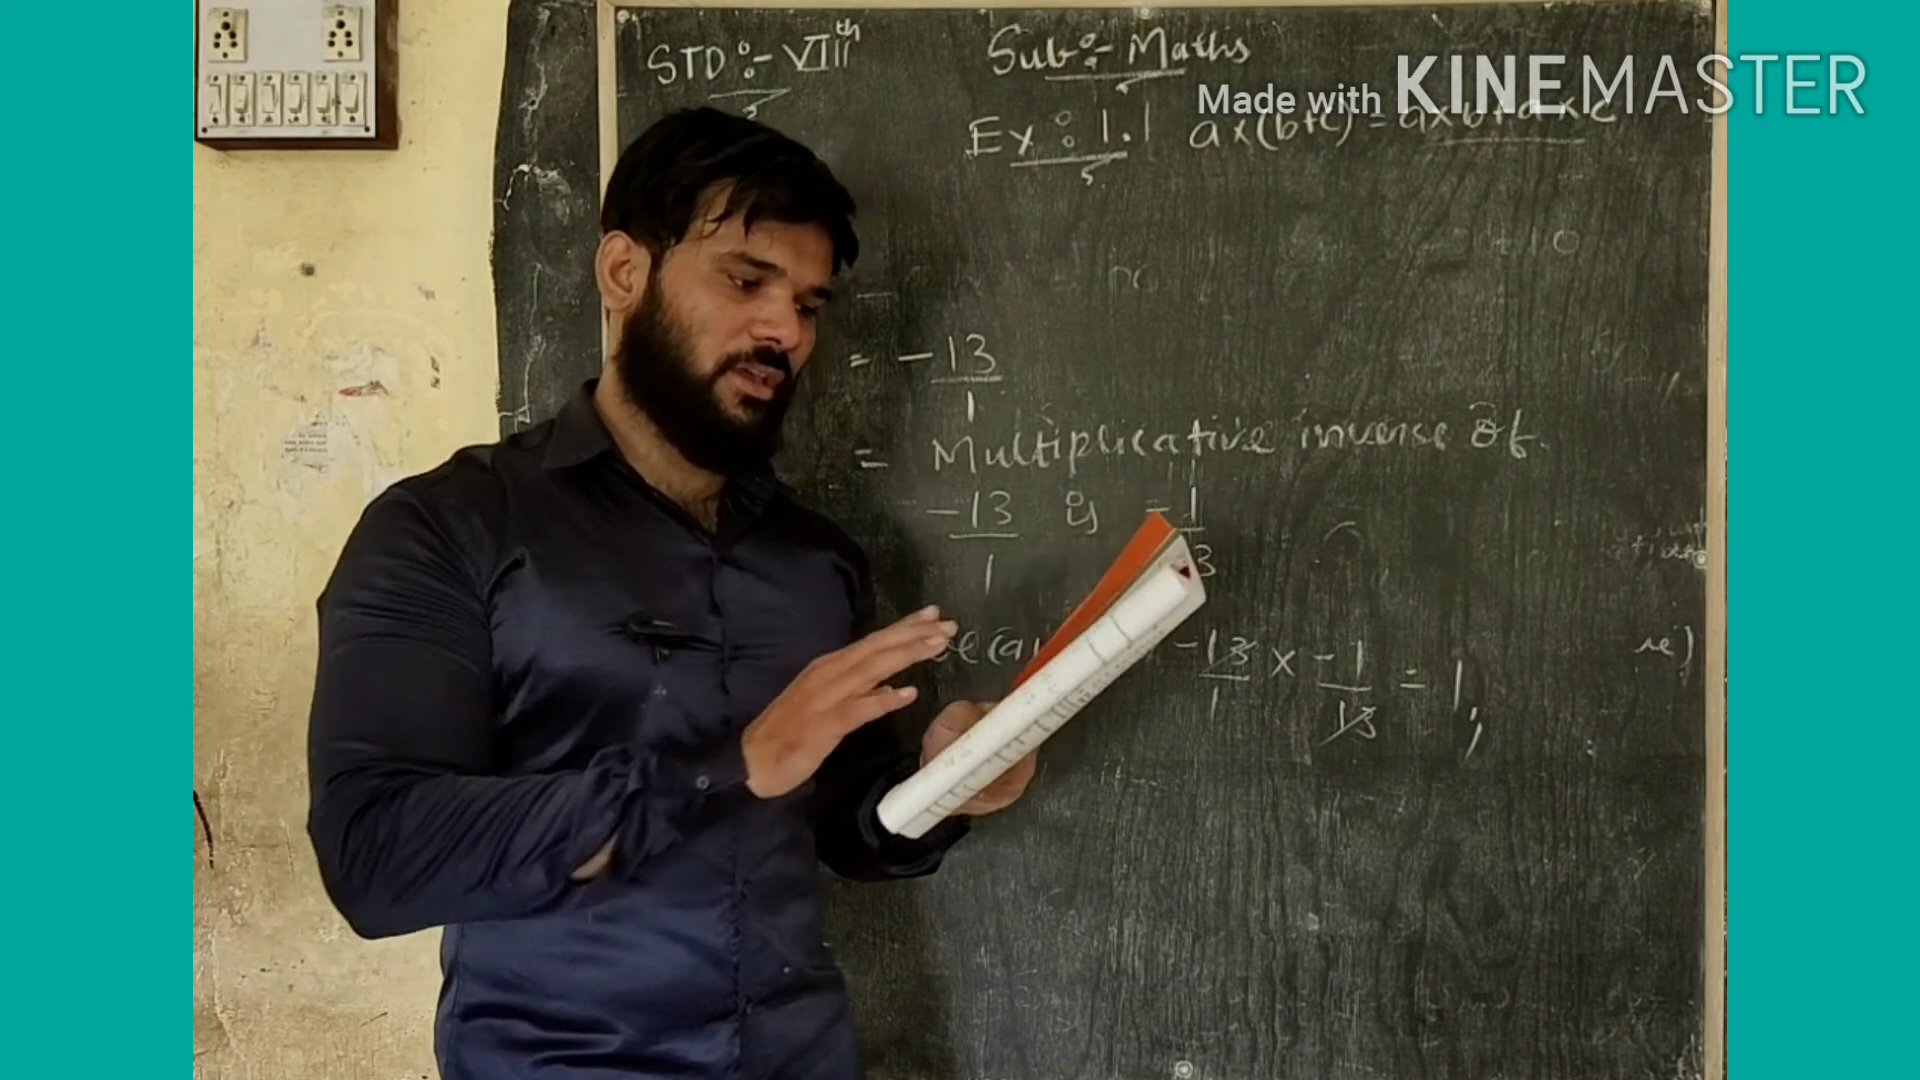 STD :- VIIIth
Sub :- Maths
Made with KINEMASTER
Ex : 1.1 a×(b+c) = a×b+a×c
= -13
1
= Multiplicative inverse of
-13 is -1
1
-13 × -1 = 1,
1 13